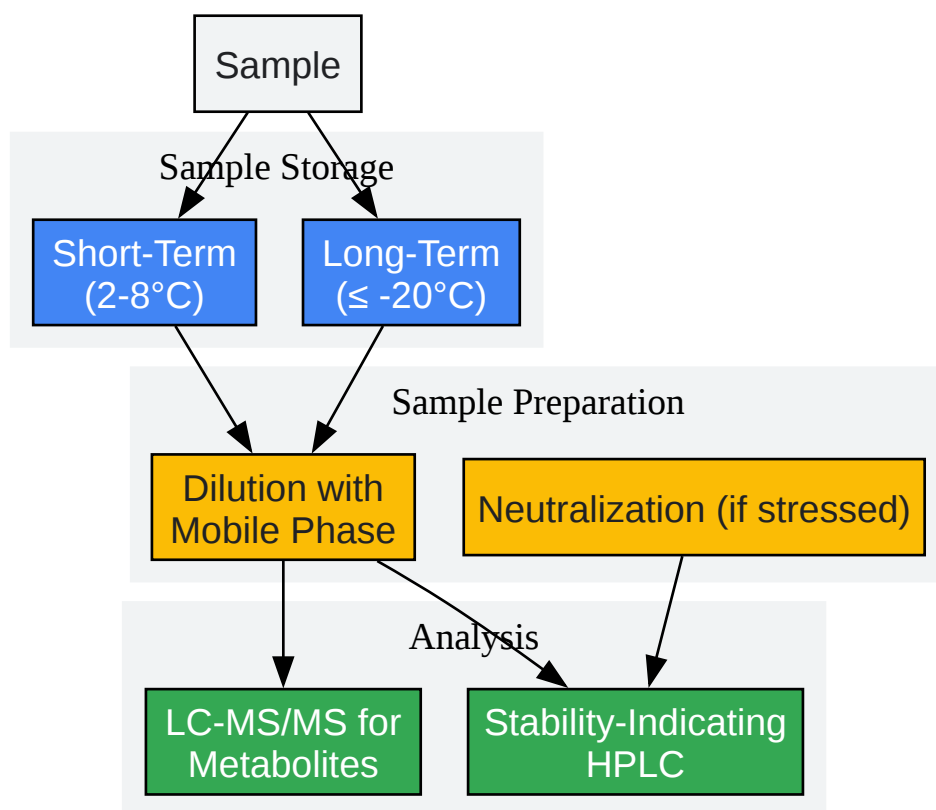 Sample
Sample Storage
Short-Term
(2-8°C)
Long-Term
(≤ -20°C)
Sample Preparation
Dilution with
Mobile Phase
Neutralization (if stressed)
Analysis
LC-MS/MS for
Metabolites
Stability-Indicating
HPLC